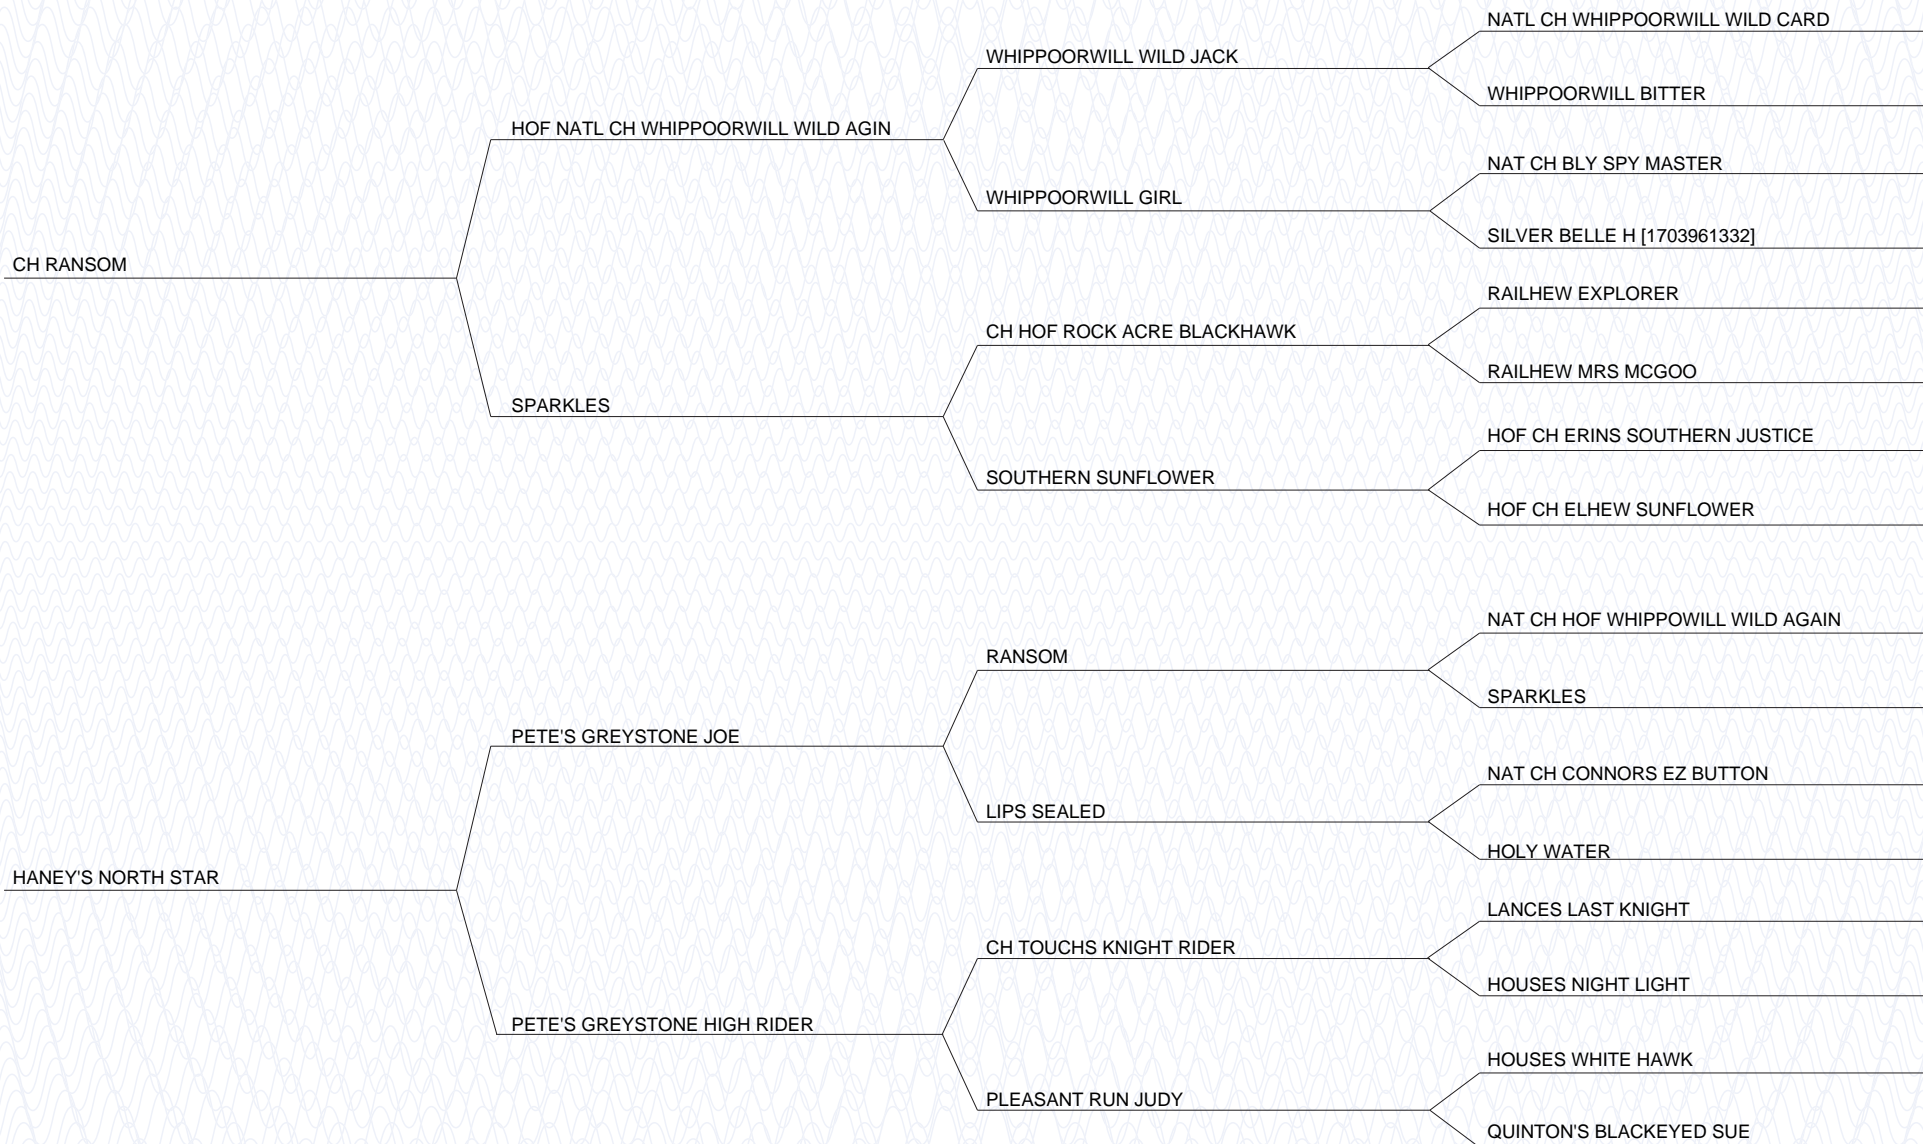 NATL CH WHIPPOORWILL WILD CARD
WHIPPOORWILL WILD JACK
WHIPPOORWILL BITTER
HOF NATL CH WHIPPOORWILL WILD AGIN
NAT CH BLY SPY MASTER
WHIPPOORWILL GIRL
SILVER BELLE H [1703961332]
CH RANSOM
RAILHEW EXPLORER
CH HOF ROCK ACRE BLACKHAWK
RAILHEW MRS MCGOO
SPARKLES
HOF CH ERINS SOUTHERN JUSTICE
SOUTHERN SUNFLOWER
HOF CH ELHEW SUNFLOWER
NAT CH HOF WHIPPOWILL WILD AGAIN
RANSOM
SPARKLES
PETE'S GREYSTONE JOE
NAT CH CONNORS EZ BUTTON
LIPS SEALED
HOLY WATER
HANEY'S NORTH STAR
LANCES LAST KNIGHT
CH TOUCHS KNIGHT RIDER
HOUSES NIGHT LIGHT
PETE'S GREYSTONE HIGH RIDER
HOUSES WHITE HAWK
PLEASANT RUN JUDY
QUINTON'S BLACKEYED SUE